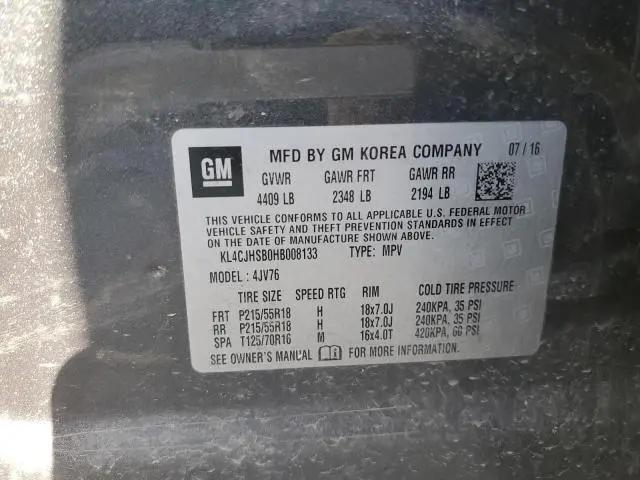 GM MFD BY GM KOREA COMPANY 07 / 16
GVWR GAWR FRT GAWR RR
4409 LB 2348 LB 2194 LB
THIS VEHICLE CONFORMS TO ALL APPLICABLE U.S. FEDERAL MOTOR
VEHICLE SAFETY AND THEFT PREVENTION STANDARDS IN EFFECT
ON THE DATE OF MANUFACTURE SHOWN ABOVE.
KL4CJHSB0HB008133 TYPE: MPV
MODEL : 4JV76
TIRE SIZE SPEED RTG RIM COLD TIRE PRESSURE
FRT P215/55R18 H 18x7.0J 240KPA, 35 PSI
RR P215/55R18 H 18x7.0J 240KPA, 35 PSI
SPA T125/70R16 M 16x4.0T 420KPA, 60 PSI
SEE OWNER'S MANUAL FOR MORE INFORMATION.